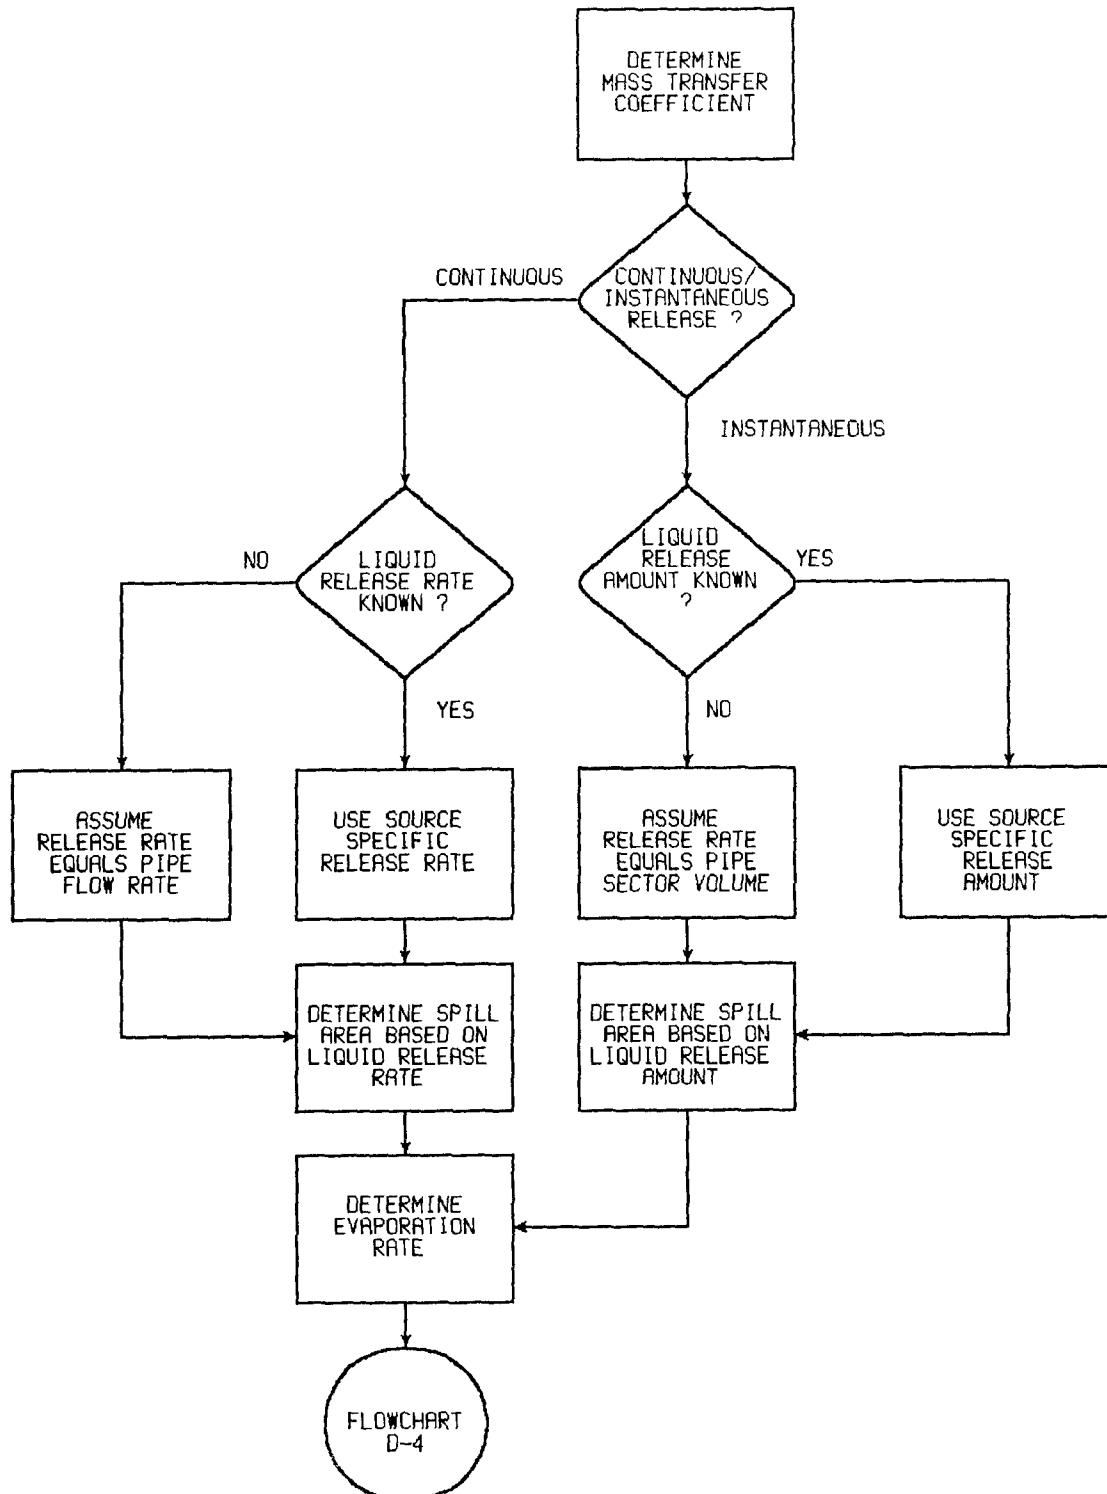 DETERMINE
MASS TRANSFER
COEFFICIENT
CONTINUOUS
CONTINUOUS/
INSTANTANEOUS
RELEASE ?
INSTANTANEOUS
NO
LIQUID
RELEASE RATE
KNOWN ?
LIQUID
RELEASE
AMOUNT KNOWN
?
YES
YES
NO
ASSUME
RELEASE RATE
EQUALS PIPE
FLOW RATE
USE SOURCE
SPECIFIC
RELEASE RATE
ASSUME
RELEASE RATE
EQUALS PIPE
SECTOR VOLUME
USE SOURCE
SPECIFIC
RELEASE
AMOUNT
DETERMINE SPILL
AREA BASED ON
LIQUID RELEASE
RATE
DETERMINE SPILL
AREA BASED ON
LIQUID RELEASE
AMOUNT
DETERMINE
EVAPORATION
RATE
FLOWCHART
D-4